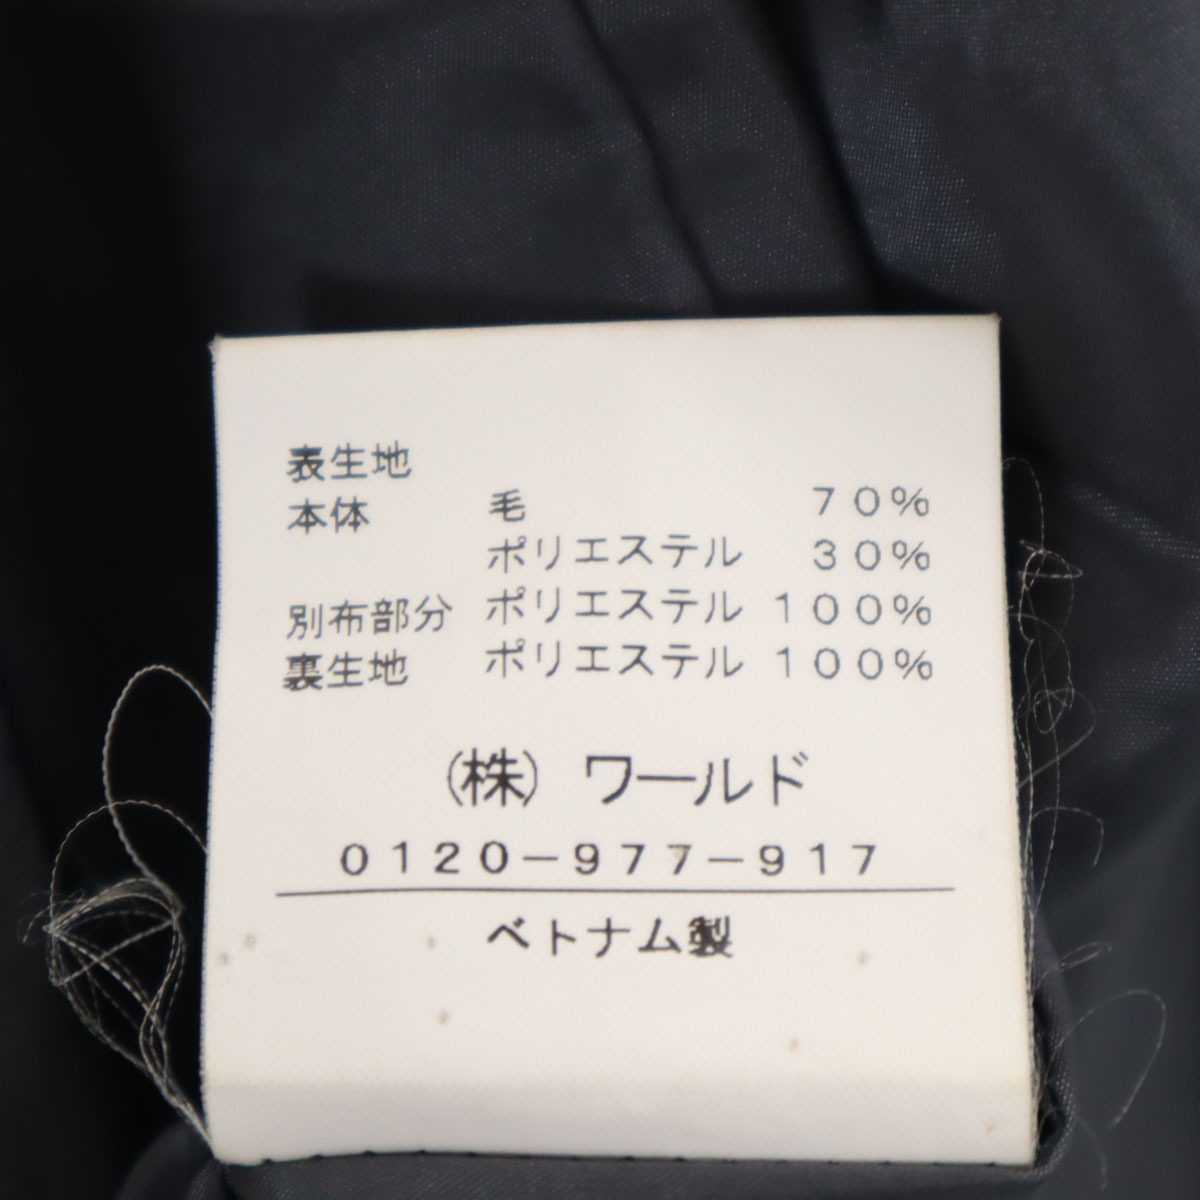 表生地
本体 毛 70%
ポリエステル 30%
別布部分 ポリエステル 100%
裏生地 ポリエステル 100%
(株) ワールド
0120-977-917
ベトナム製